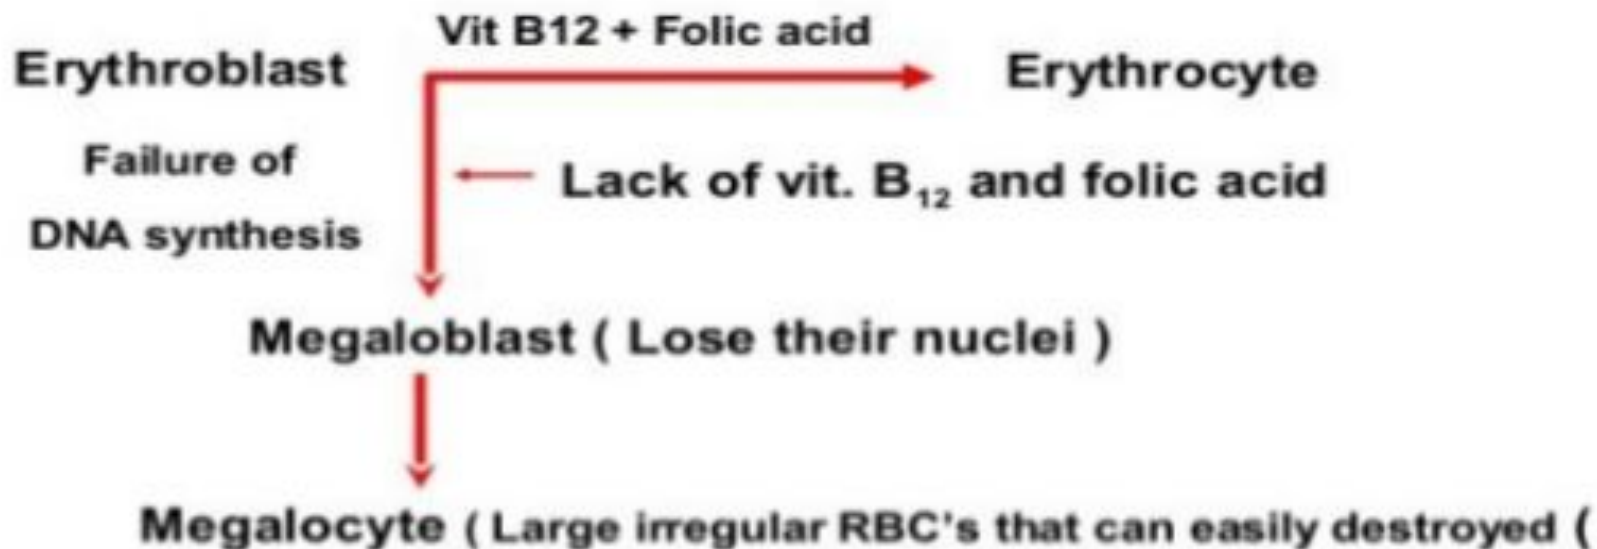 Vit B12 + Folic acid
Erythroblast
Erythrocyte
Failure of
DNA synthesis
Lack of vit. B₁₂ and folic acid
Megaloblast ( Lose their nuclei )
Megalocyte ( Large irregular RBC's that can easily destroyed (